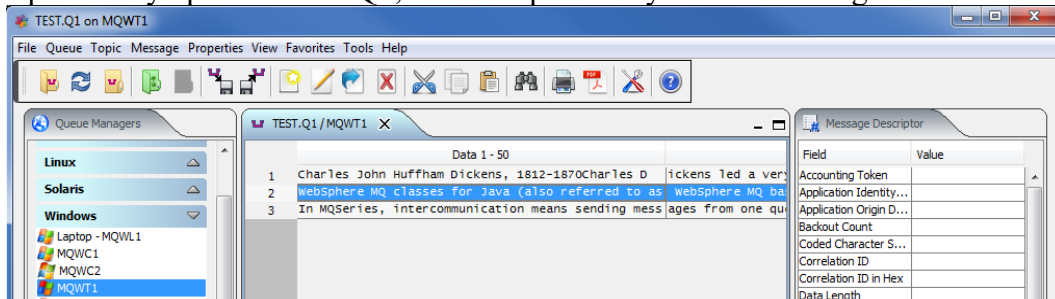 TEST.Q1 on MQWT1
File Queue Topic Message Properties View Favorites Tools Help
Queue Managers
TEST.Q1 / MQWT1 X
Message Descriptor
Linux
Solaris
Windows
Laptop - MQWL1
MQWC1
MQWC2
MQWT1
Data 1 - 50
1 Charles John Huffham Dickens, 1812-1870Charles D ickens led a very
2 WebSphere MQ classes for Java (also referred to as WebSphere MQ ba
3 In MQSeries, intercommunication means sending mess ages from one qu
Field Value
Accounting Token
Application Identity...
Application Origin D...
Backout Count
Coded Character S...
Correlation ID
Correlation ID in Hex
Data Length